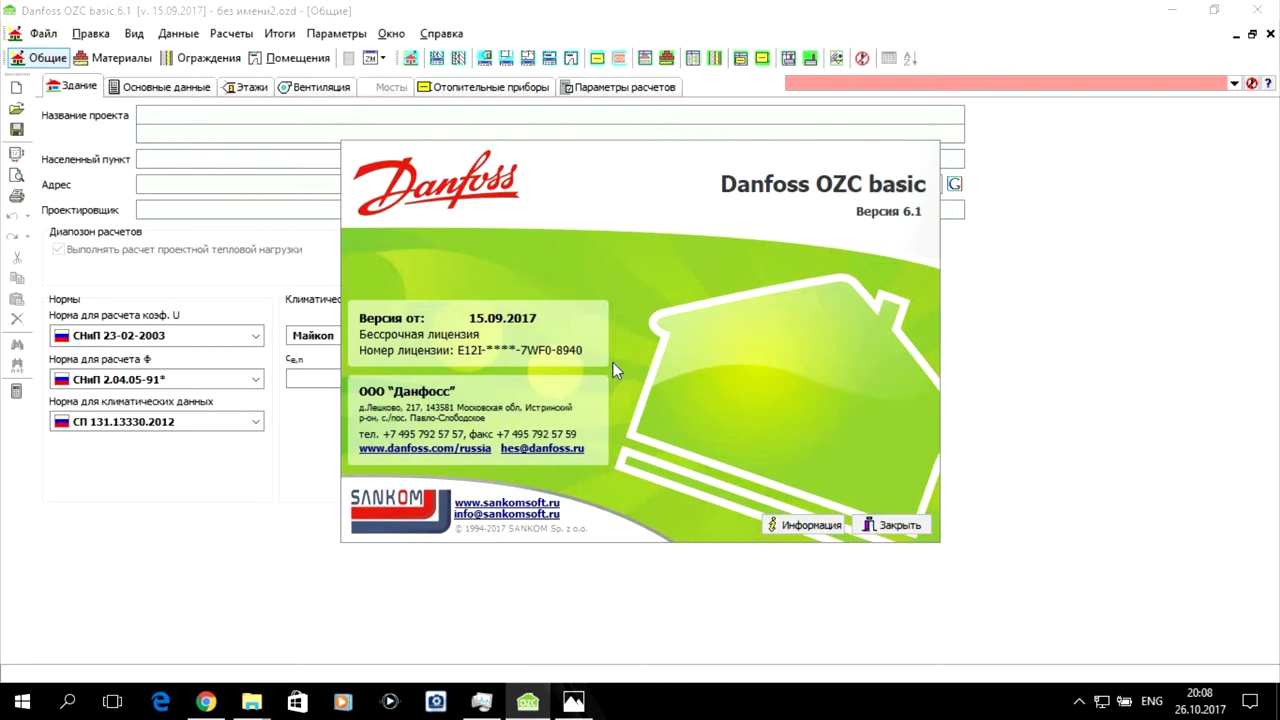 Danfoss OZC basic 6.1 [v. 15.09.2017] - без имени2.ozd - [Общие]
Файл Правка Вид Данные Расчеты Итоги Параметры Окно Справка
Общие Материалы Ограждения Помещения
Здание Основные данные Этажи Вентиляция Мосты Отопительные приборы Параметры расчетов
Название проекта
Населенный пункт
Адрес
Проектировщик
Диапазон расчетов
Выполнять расчет проектной тепловой нагрузки
Нормы
Норма для расчета коэф. U
СНиП 23-02-2003
Норма для расчета Ф
СНиП 2.04.05-91*
Норма для климатических данных
СП 131.13330.2012
Климатичес
Майкоп
Ce,n
Danfoss
Danfoss OZC basic
Версия 6.1
Версия от: 15.09.2017
Бессрочная лицензия
Номер лицензии: E12I-****-7WF0-8940
ООО "Данфосс"
д.Лешково, 217, 143581 Московская обл, Истринский
р-он, с./пос. Павло-Слободское
тел. +7 495 792 57 57, факс +7 495 792 57 59
www.danfoss.com/russia hes@danfoss.ru
SANKOM
www.sankomsoft.ru
info@sankomsoft.ru
© 1994-2017 SANKOM Sp. z o.o.
Информация Закрыть
ENG
20:08
26.10.2017